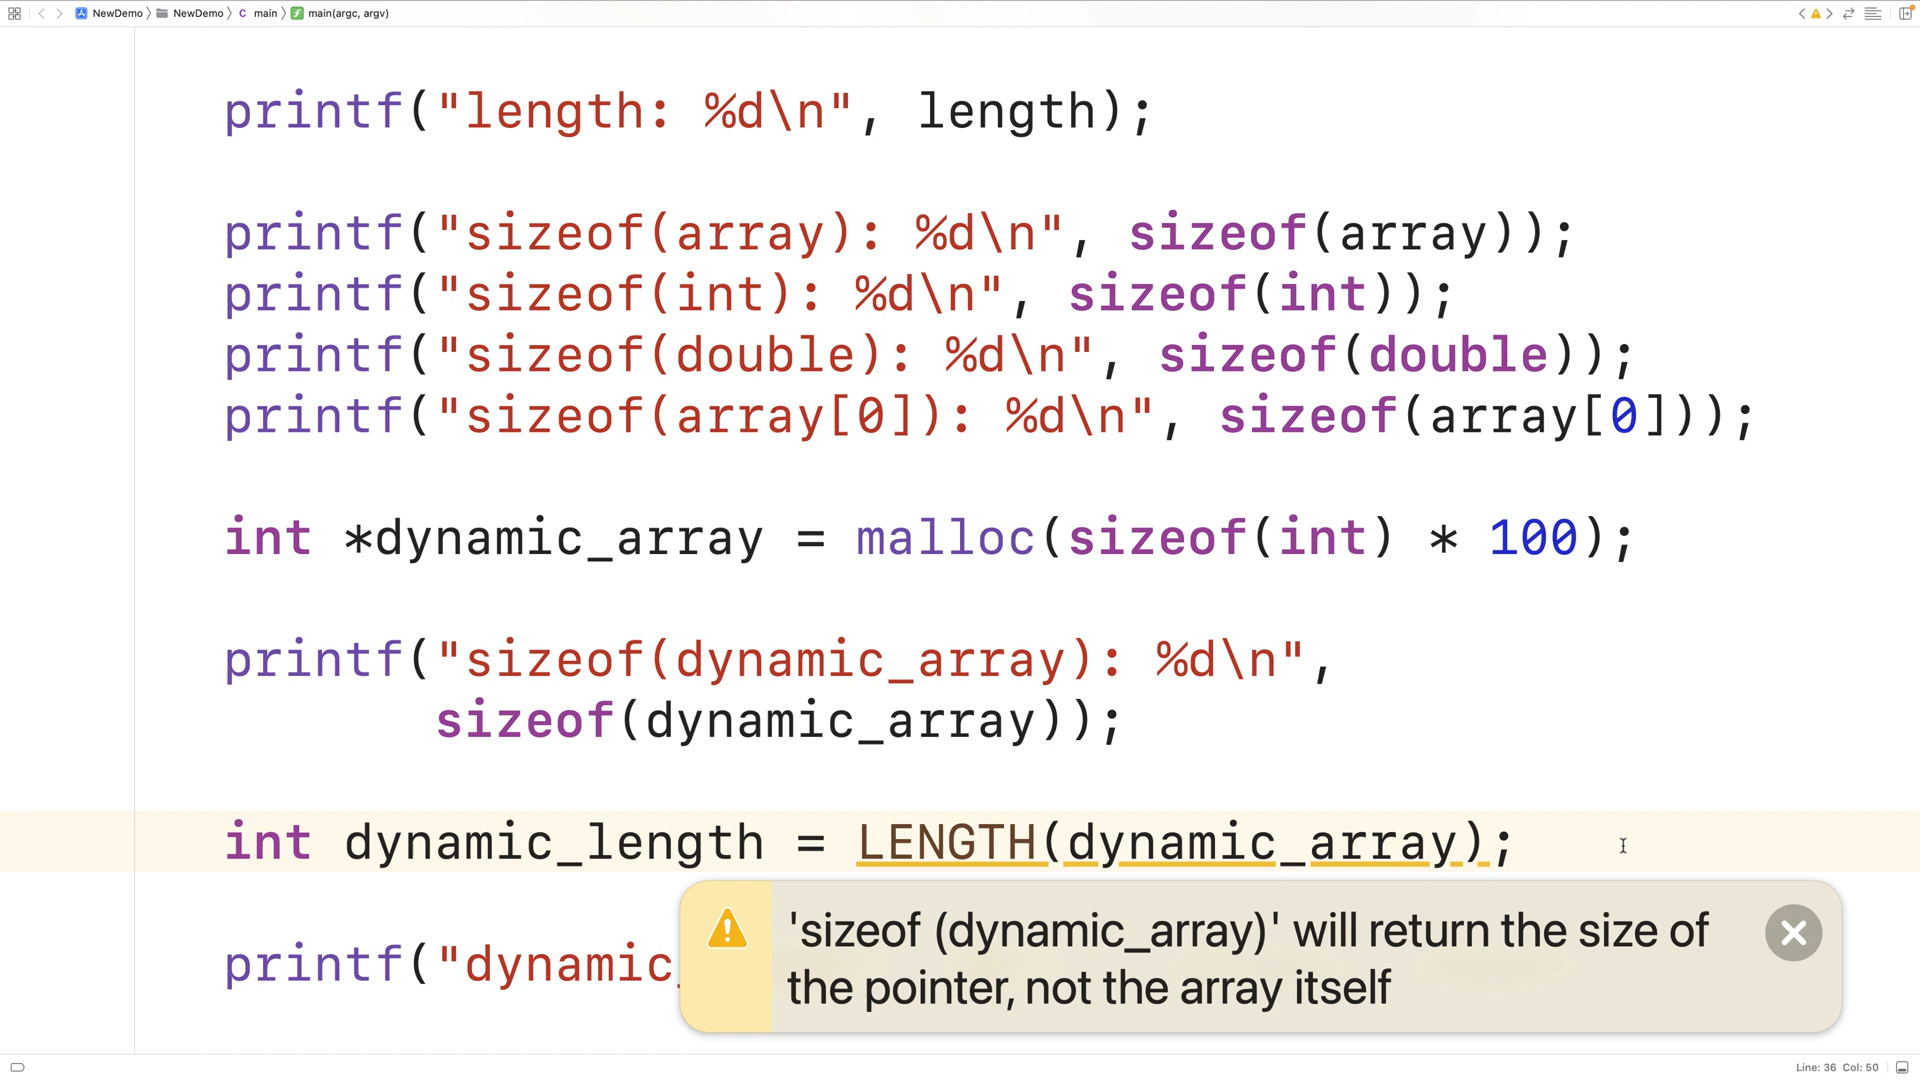 NewDemo NewDemo C main f main(argc, argv)
printf("length: %d\n", length);
printf("sizeof(array): %d\n", sizeof(array));
printf("sizeof(int): %d\n", sizeof(int));
printf("sizeof(double): %d\n", sizeof(double));
printf("sizeof(array[0]): %d\n", sizeof(array[0]));
int *dynamic_array = malloc(sizeof(int) * 100);
printf("sizeof(dynamic_array): %d\n",
sizeof(dynamic_array));
int dynamic_length = LENGTH(dynamic_array);
'sizeof (dynamic_array)' will return the size of
the pointer, not the array itself
printf("dynamic_
Line: 36 Col: 50